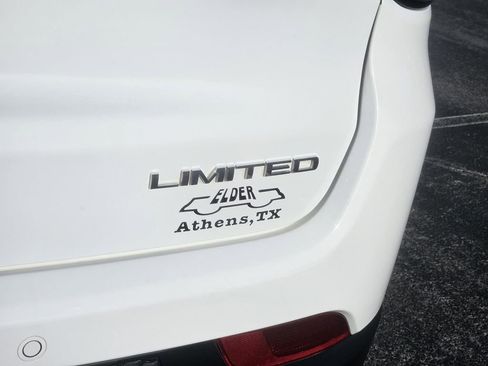 LIMITED
ELDER
Athens,TX